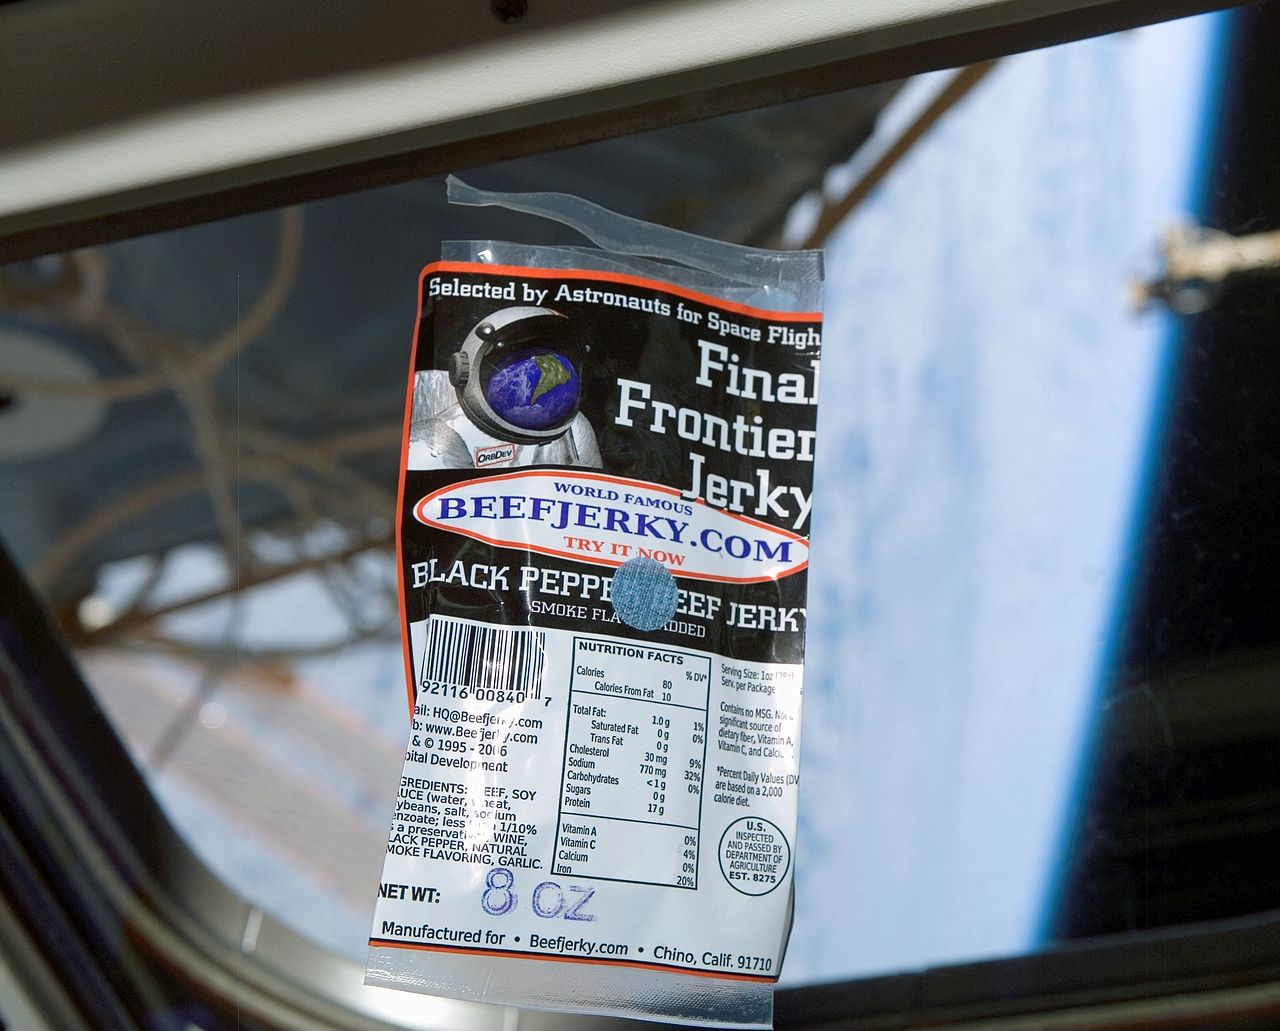 Selected by Astronauts for Space Fligh
Final
Frontier
Jerky
ORBDEV
WORLD FAMOUS
BEEFJERKY.COM
TRY IT NOW
BLACK PEPPE EEF JERKY
SMOKE FLA ADDED
92116 00840 7
ail: HQ@Beefjerky.com
b: www.Beefjerky.com
& © 1995 - 2006
bital Development
GREDIENTS: BEEF, SOY
UCE (water, wheat,
ybeans, salt, sodium
enzoate; less than 1/10%
s a preservative), WINE,
LACK PEPPER, NATURAL
MOKE FLAVORING, GARLIC.
NUTRITION FACTS
% DV*
Calories 80
Calories From Fat 10
Total Fat: 1.0 g 1%
Saturated Fat 0 g 0%
Trans Fat 0 g
Cholesterol 30 mg 9%
Sodium 770 mg 32%
Carbohydrates <1 g 0%
Sugars 0 g
Protein 17 g
Vitamin A 0%
Vitamin C 4%
Calcium 0%
Iron 20%
Serving Size: 1oz
Serv. per Package
Contains no MSG. Not a
significant source of
dietary fiber, Vitamin A,
Vitamin C, and
*Percent Daily Values (DV
are based on a 2,000
calorie diet.
U.S.
INSPECTED
AND PASSED BY
DEPARTMENT OF
AGRICULTURE
EST. 8275
NET WT: 8 OZ
Manufactured for • Beefjerky.com • Chino, Calif. 91710